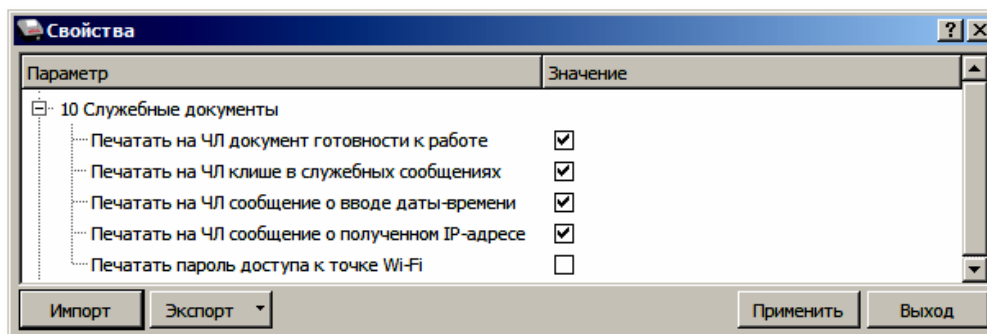 Свойства
Параметр Значение
10 Служебные документы
Печатать на ЧЛ документ готовности к работе
Печатать на ЧЛ клише в служебных сообщениях
Печатать на ЧЛ сообщение о вводе даты-времени
Печатать на ЧЛ сообщение о полученном IP-адресе
Печатать пароль доступа к точке Wi-Fi
Импорт Экспорт Применить Выход